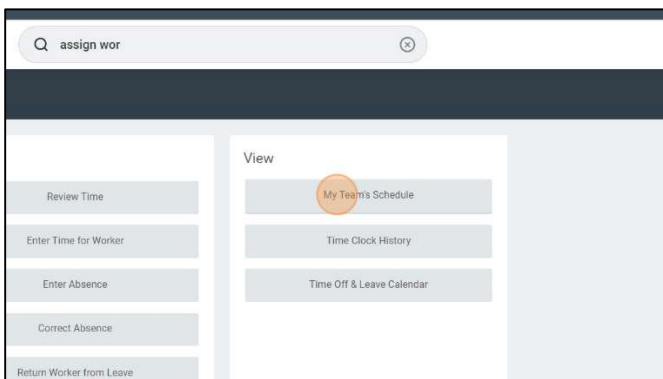 assign wor
View
Review Time
My Team's Schedule
Enter Time for Worker
Time Clock History
Enter Absence
Time Off & Leave Calendar
Correct Absence
Return Worker from Leave